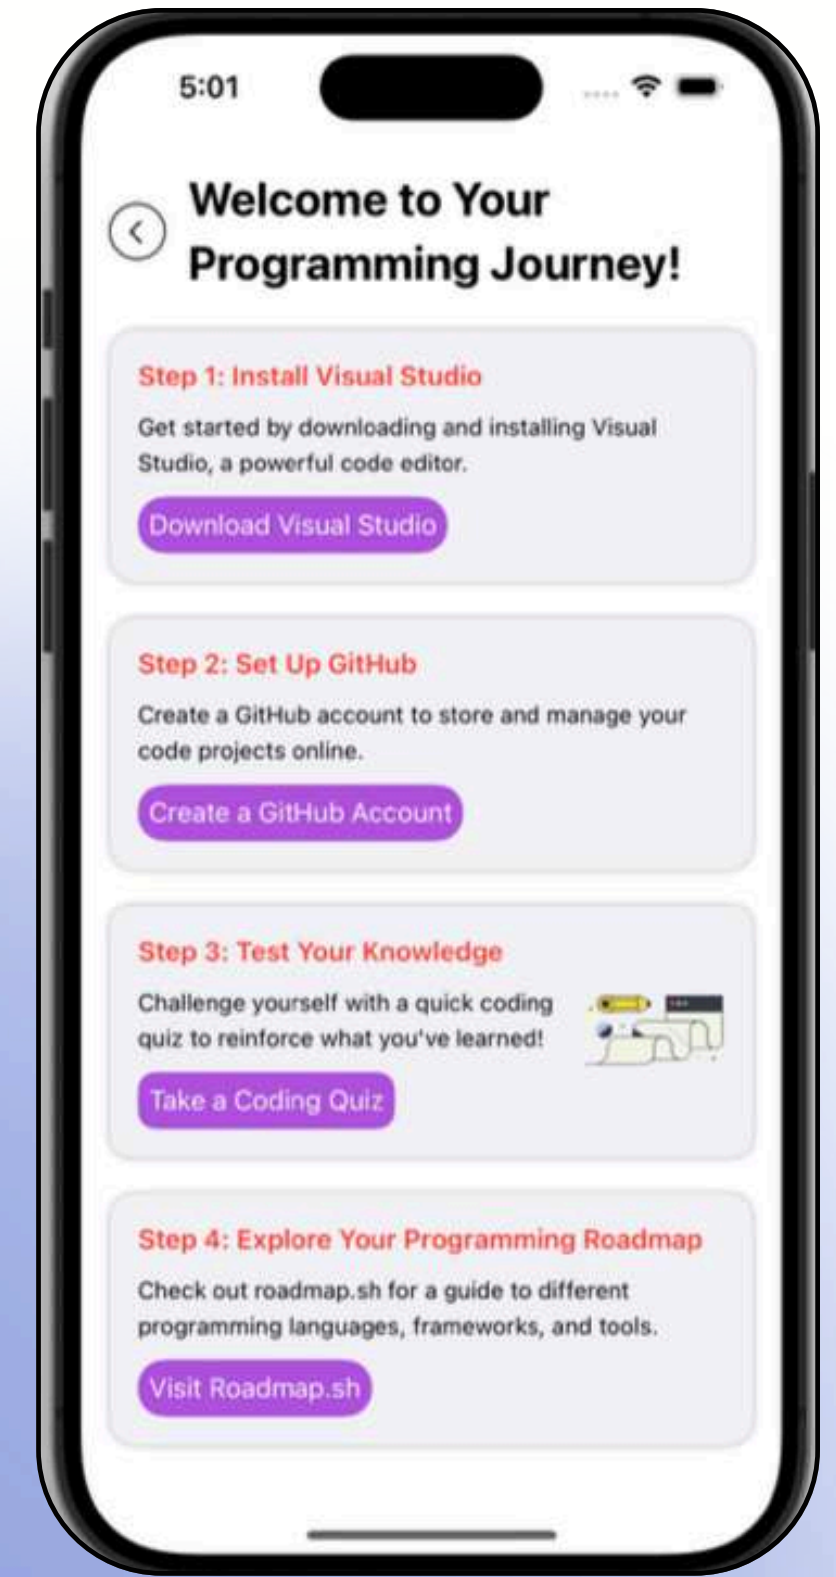 5:01
Welcome to Your
Programming Journey!
Step 1: Install Visual Studio
Get started by downloading and installing Visual
Studio, a powerful code editor.
Download Visual Studio
Step 2: Set Up GitHub
Create a GitHub account to store and manage your
code projects online.
Create a GitHub Account
Step 3: Test Your Knowledge
Challenge yourself with a quick coding
quiz to reinforce what you've learned!
Take a Coding Quiz
Step 4: Explore Your Programming Roadmap
Check out roadmap.sh for a guide to different
programming languages, frameworks, and tools.
Visit Roadmap.sh